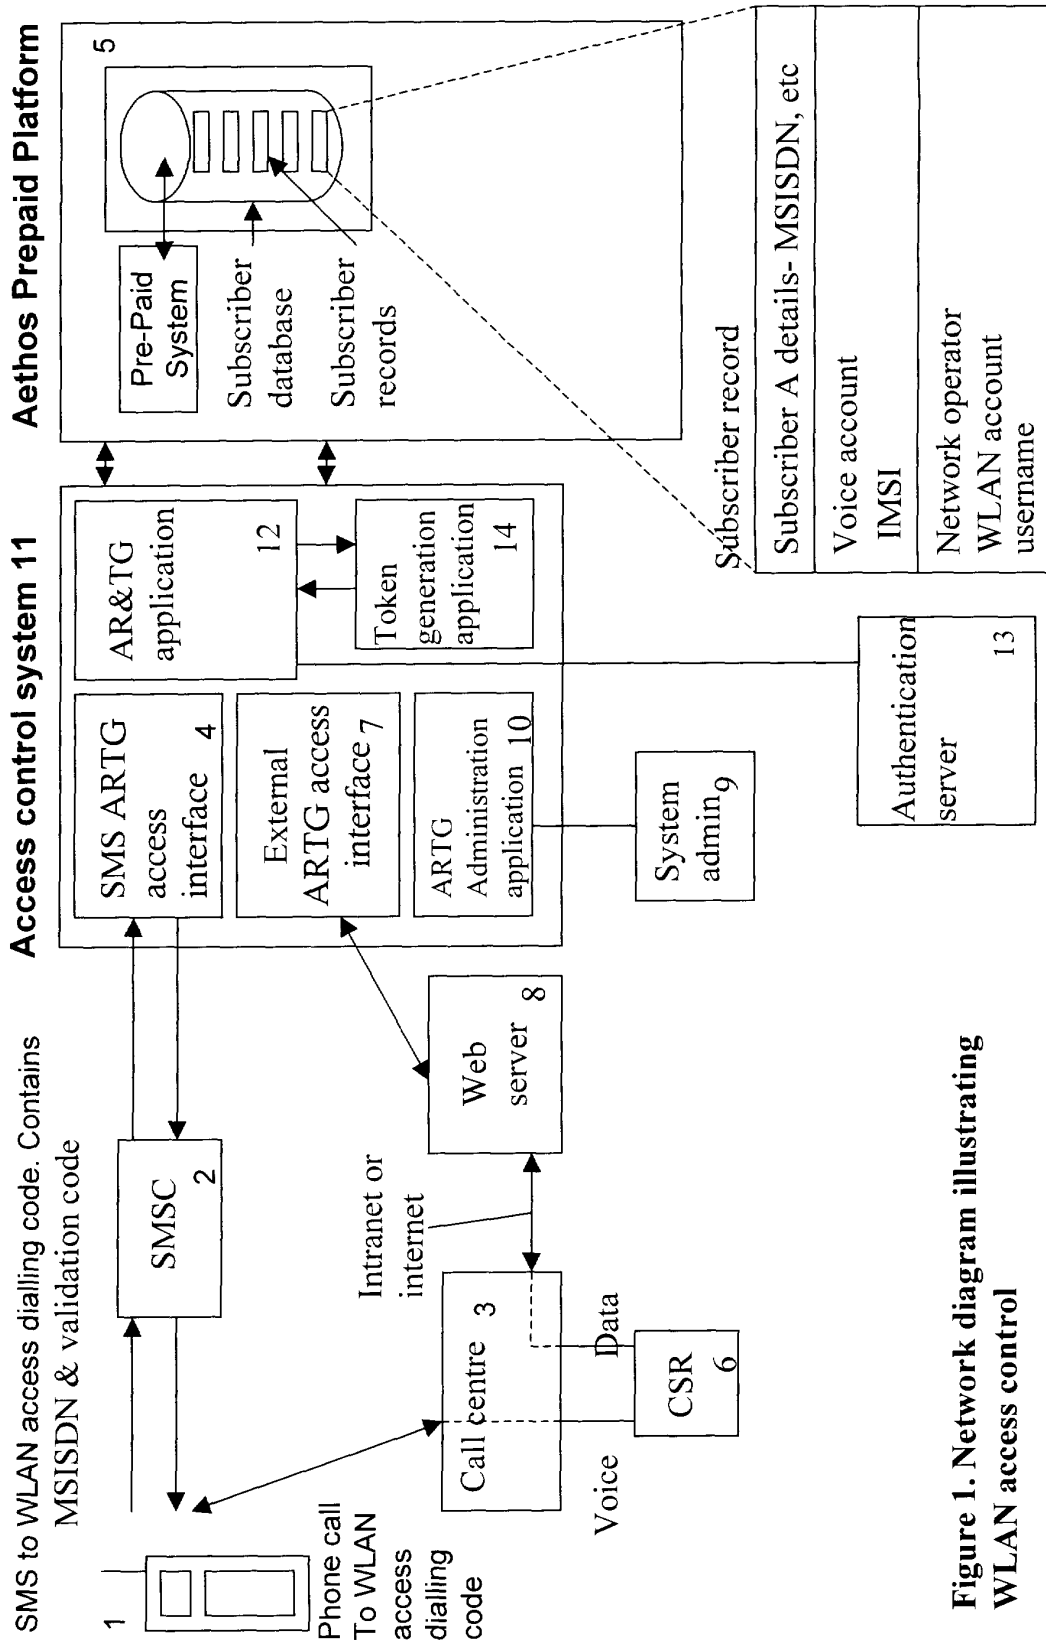 SMS to WLAN access dialling code. Contains
MSISDN & validation code
Access control system 11
Aethos Prepaid Platform
1
Phone call
To WLAN
access
dialling
code
SMSC
2
SMS ARTG
access
interface 4
AR&TG
application
12
Pre-Paid
System
5
Subscriber
database
Subscriber
records
External
ARTG access
interface 7
Token
generation
application
14
ARTG
Administration
application 10
Intranet or
internet
Web
server 8
Call centre 3
Voice
Data
CSR
6
System
admin 9
Authentication
server
13
Subscriber record
Subscriber A details- MSISDN, etc
Voice account
IMSI
Network operator
WLAN account
username
Figure 1. Network diagram illustrating
WLAN access control